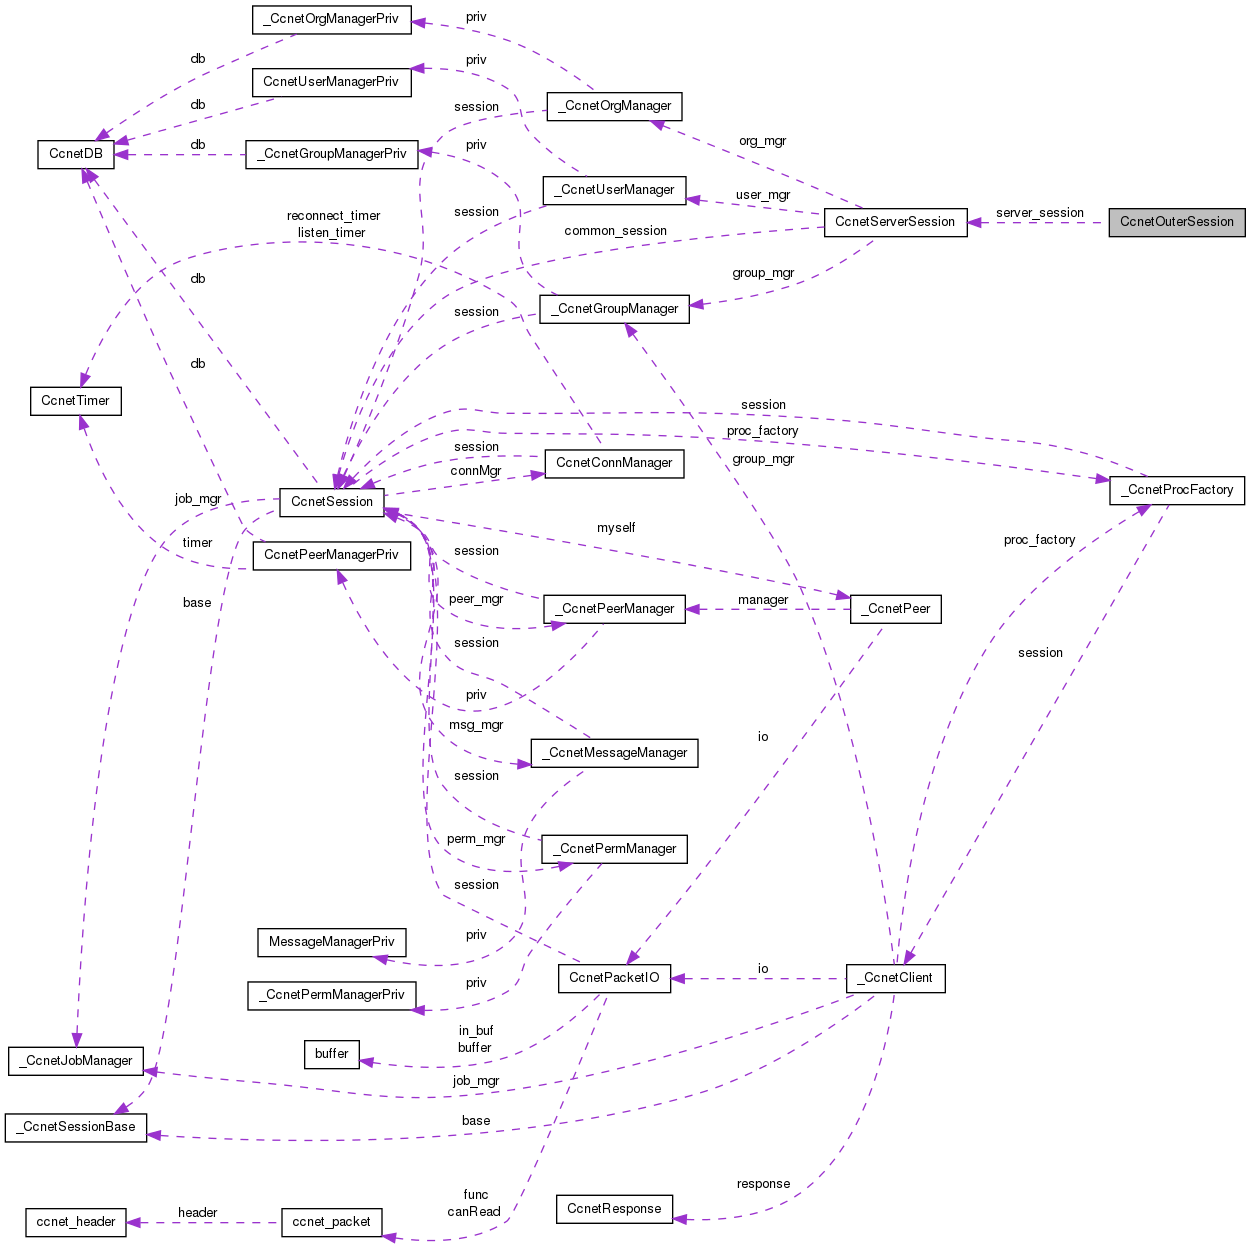 _CcnetOrgManagerPriv
priv
db
CcnetUserManagerPriv
priv
_CcnetOrgManager
db
session
org_mgr
CcnetDB
db
_CcnetGroupManagerPriv
priv
_CcnetUserManager
user_mgr
reconnect_timer
listen_timer
session
common_session
CcnetServerSession
server_session
CcnetOuterSession
db
group_mgr
session
_CcnetGroupManager
db
CcnetTimer
session
proc_factory
session
connMgr
CcnetConnManager
group_mgr
job_mgr
CcnetSession
_CcnetProcFactory
myself
timer
CcnetPeerManagerPriv
session
proc_factory
base
peer_mgr
_CcnetPeerManager
manager
_CcnetPeer
session
session
priv
msg_mgr
io
_CcnetMessageManager
session
perm_mgr
_CcnetPermManager
session
MessageManagerPriv
priv
CcnetPacketIO
io
_CcnetClient
_CcnetPermManagerPriv
priv
in_buf
buffer
buffer
_CcnetJobManager
job_mgr
_CcnetSessionBase
base
response
func
canRead
CcnetResponse
ccnet_header
header
ccnet_packet